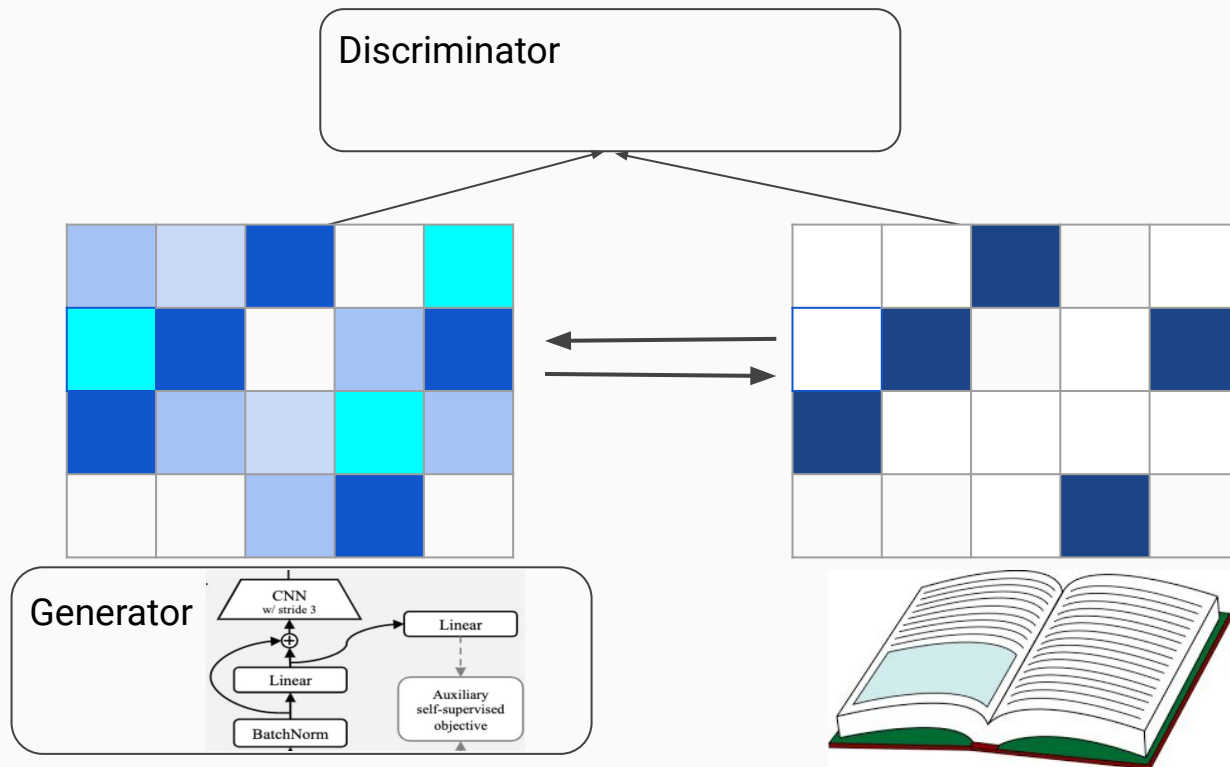 Discriminator
Generator
CNN
w/ stride 3
Linear
Linear
Auxiliary
self-supervised
objective
BatchNorm